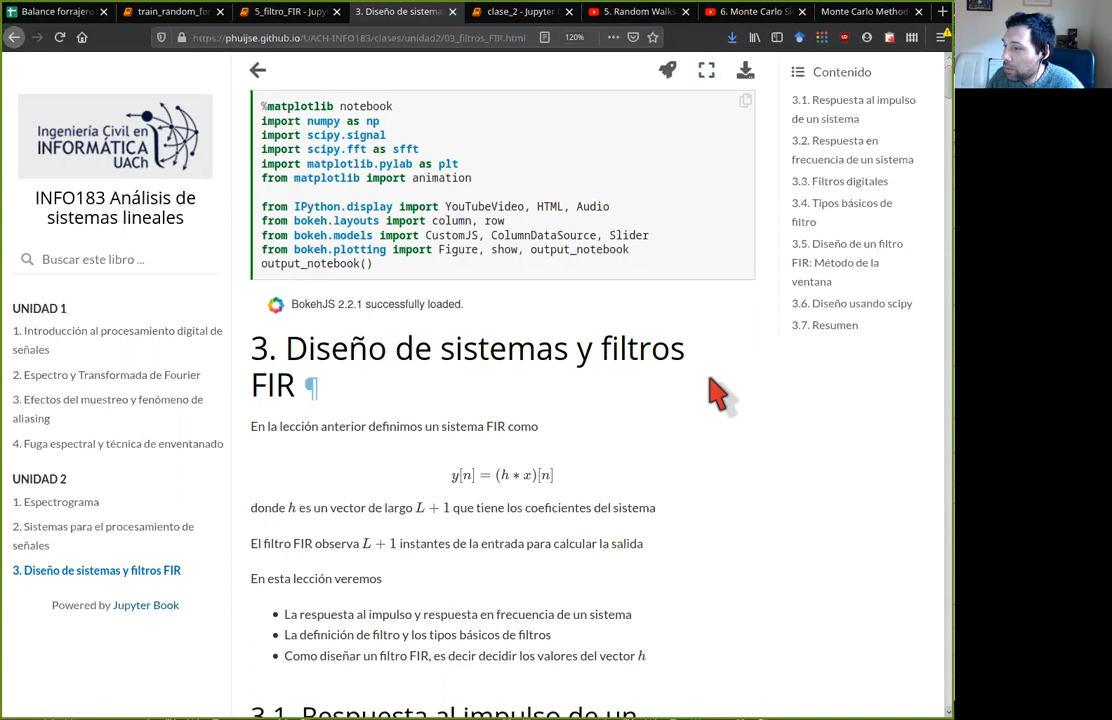 Balance forrajero
train_random_for
5_filtro_FIR - Jupyt
3. Diseño de sistema
clase_2 - Jupyter N
5. Random Walks
6. Monte Carlo Si
Monte Carlo Method
https://phuijse.github.io/UACH-INFO183/clases/unidad2/03_filtros_FIR.html
120%
Ingeniería Civil en
INFORMÁTICA
UACh
INFO183 Análisis de
sistemas lineales
Buscar este libro ...
UNIDAD 1
1. Introducción al procesamiento digital de
señales
2. Espectro y Transformada de Fourier
3. Efectos del muestreo y fenómeno de
aliasing
4. Fuga espectral y técnica de enventanado
UNIDAD 2
1. Espectrograma
2. Sistemas para el procesamiento de
señales
3. Diseño de sistemas y filtros FIR
Powered by Jupyter Book
%matplotlib notebook
import numpy as np
import scipy.signal
import scipy.fft as sfft
import matplotlib.pylab as plt
from matplotlib import animation
from IPython.display import YouTubeVideo, HTML, Audio
from bokeh.layouts import column, row
from bokeh.models import CustomJS, ColumnDataSource, Slider
from bokeh.plotting import Figure, show, output_notebook
output_notebook()
BokehJS 2.2.1 successfully loaded.
3. Diseño de sistemas y filtros
FIR ¶
En la lección anterior definimos un sistema FIR como
y[n] = (h ∗ x)[n]
donde h es un vector de largo L + 1 que tiene los coeficientes del sistema
El filtro FIR observa L + 1 instantes de la entrada para calcular la salida
En esta lección veremos
• La respuesta al impulso y respuesta en frecuencia de un sistema
• La definición de filtro y los tipos básicos de filtros
• Como diseñar un filtro FIR, es decir decidir los valores del vector h
3.1. Respuesta al impulso de un
Contenido
3.1. Respuesta al impulso
de un sistema
3.2. Respuesta en
frecuencia de un sistema
3.3. Filtros digitales
3.4. Tipos básicos de
filtro
3.5. Diseño de un filtro
FIR: Método de la
ventana
3.6. Diseño usando scipy
3.7. Resumen